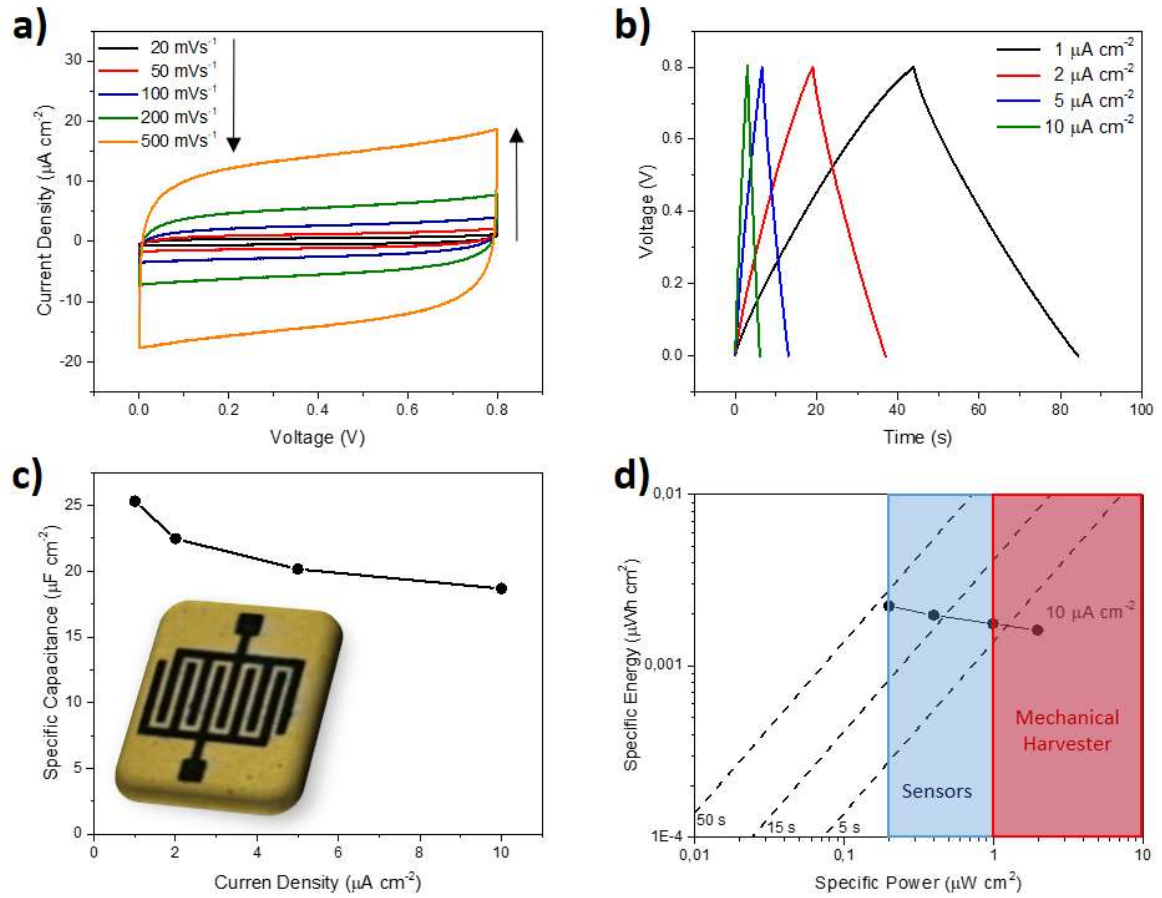 a)
Current Density (μA cm⁻²)
30
20
10
0
-10
-20
20 mVs⁻¹
50 mVs⁻¹
100 mVs⁻¹
200 mVs⁻¹
500 mVs⁻¹
0.0
0.2
0.4
0.6
0.8
Voltage (V)
b)
Voltage (V)
0.8
0.4
0.0
1 μA cm⁻²
2 μA cm⁻²
5 μA cm⁻²
10 μA cm⁻²
0
20
40
60
80
100
Time (s)
c)
Specific Capacitance (μF cm⁻²)
25
20
15
10
5
0
0
2
4
6
8
10
Curren Density (μA cm⁻²)
d)
Specific Energy (μWh cm²)
0,01
0,001
1E-4
10 μA cm⁻²
Mechanical
Harvester
Sensors
50 s
15 s
5 s
0,01
0,1
1
10
Specific Power (μW cm²)